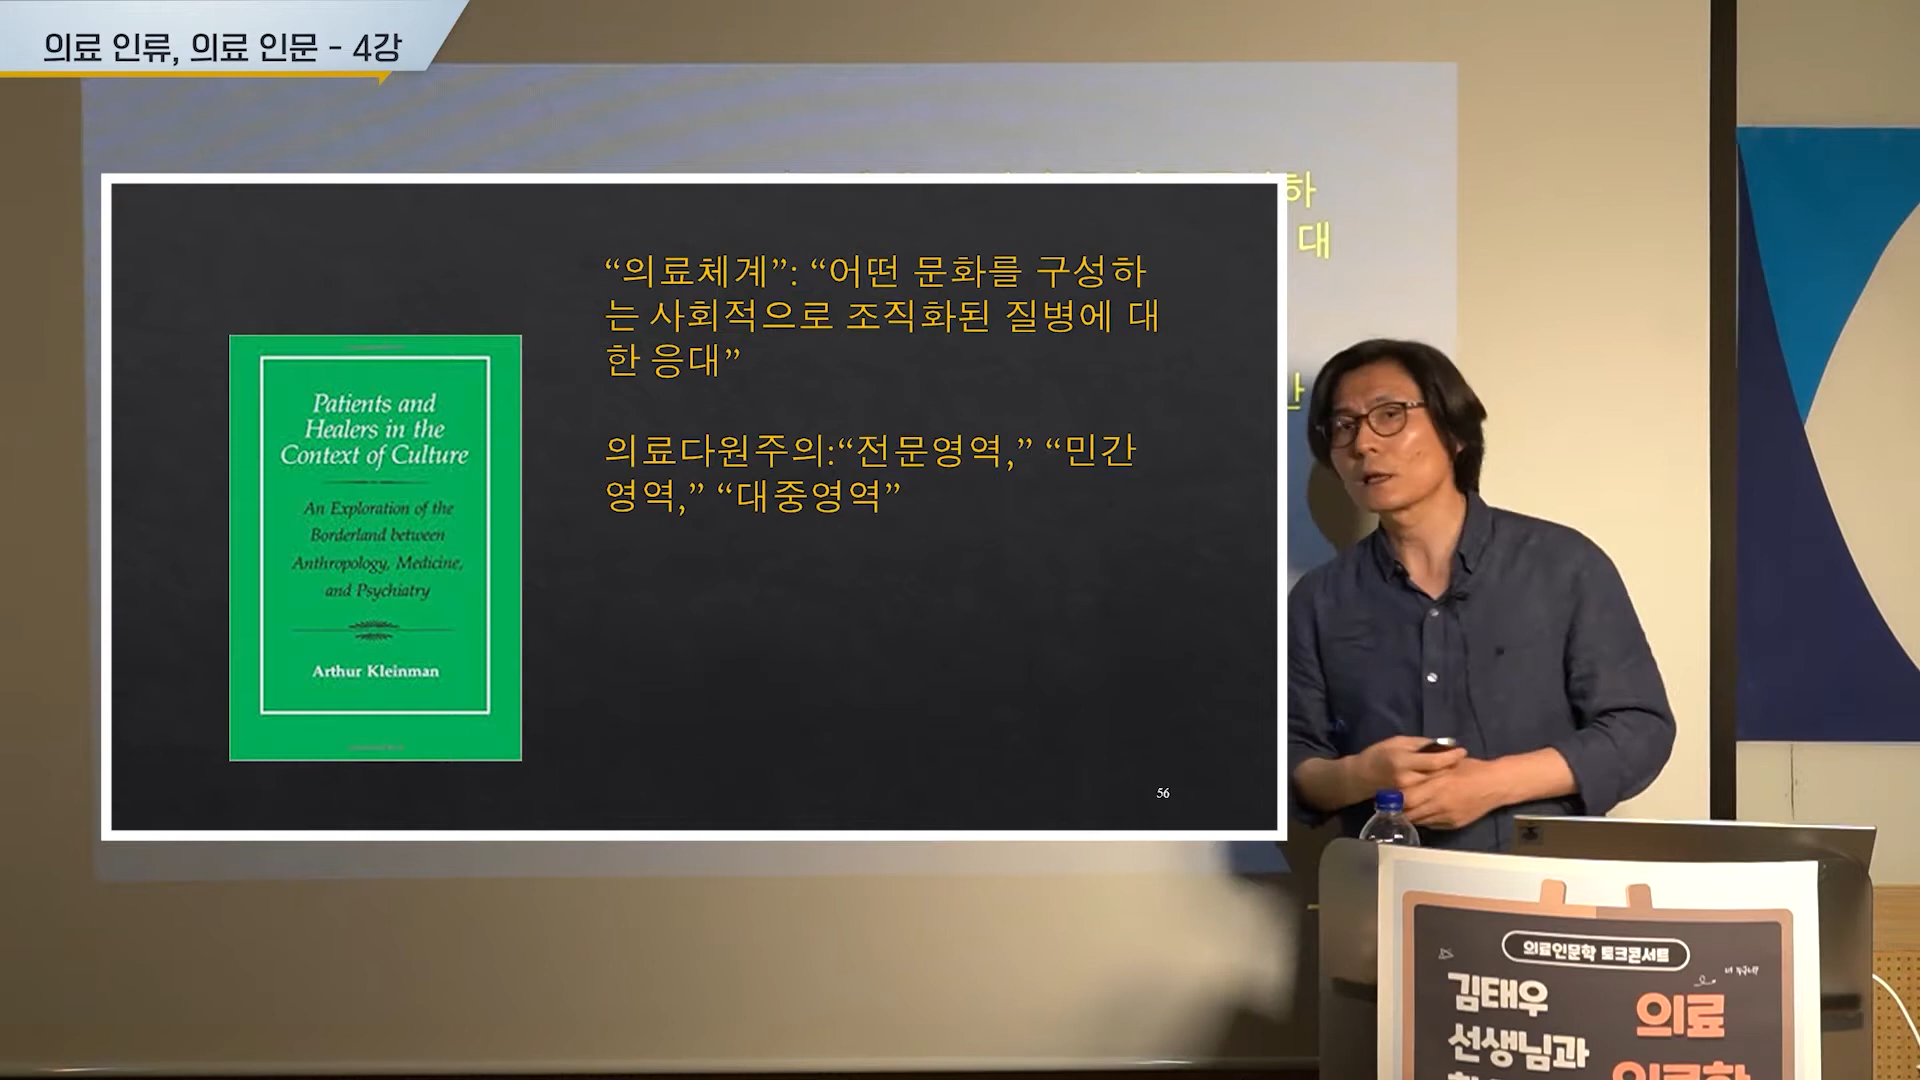 의료 인류, 의료 인문 - 4강
하
대
“의료체계”: “어떤 문화를 구성하
는 사회적으로 조직화된 질병에 대
한 응대”
의료다원주의:“전문영역,” “민간
영역,” “대중영역”
Patients and
Healers in the
Context of Culture
An Exploration of the
Borderland between
Anthropology, Medicine,
and Psychiatry
Arthur Kleinman
56
의료인문학 토크콘서트
김태우
선생님과
의료